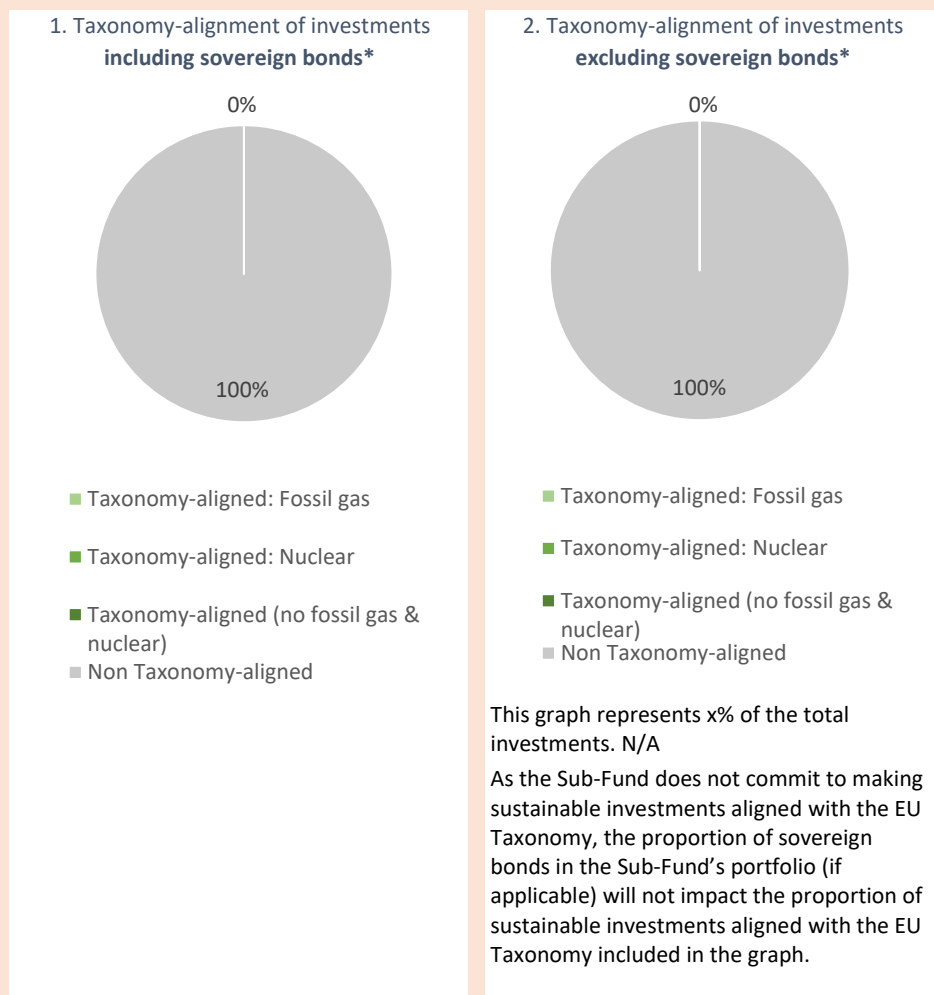 1. Taxonomy-alignment of investments
including sovereign bonds*
0%
100%
Taxonomy-aligned: Fossil gas
Taxonomy-aligned: Nuclear
Taxonomy-aligned (no fossil gas &
nuclear)
Non Taxonomy-aligned
2. Taxonomy-alignment of investments
excluding sovereign bonds*
0%
100%
Taxonomy-aligned: Fossil gas
Taxonomy-aligned: Nuclear
Taxonomy-aligned (no fossil gas &
nuclear)
Non Taxonomy-aligned
This graph represents x% of the total
investments. N/A
As the Sub-Fund does not commit to making
sustainable investments aligned with the EU
Taxonomy, the proportion of sovereign
bonds in the Sub-Fund’s portfolio (if
applicable) will not impact the proportion of
sustainable investments aligned with the EU
Taxonomy included in the graph.